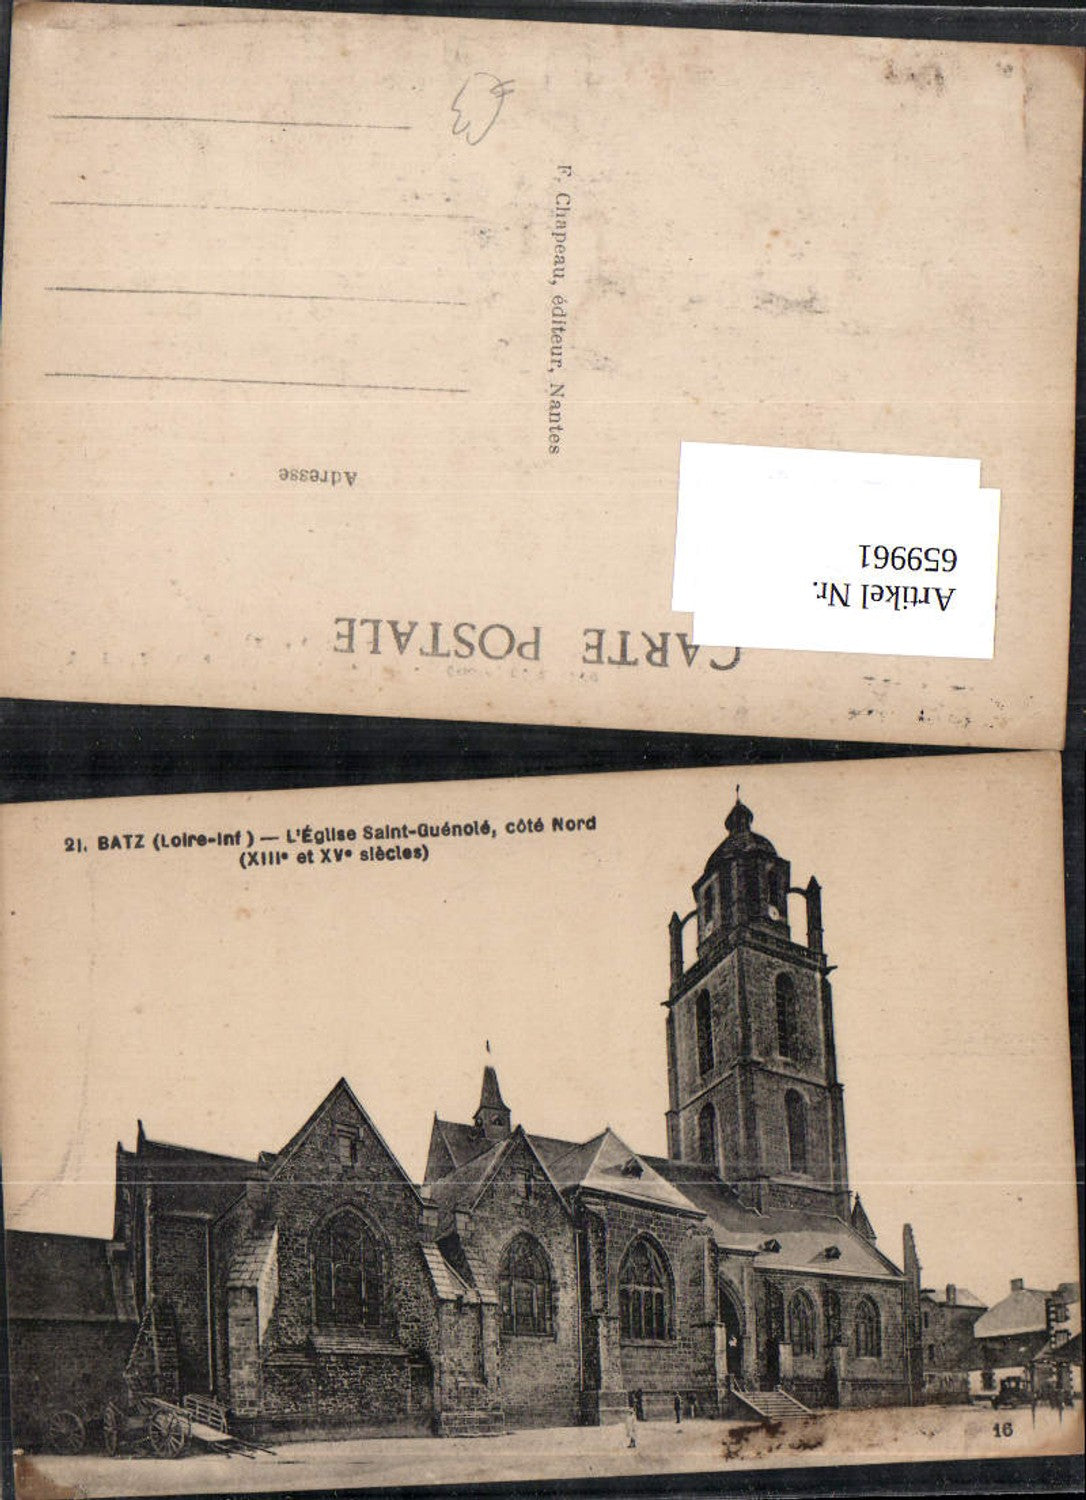 F. Chapeau, éditeur, Nantes
Adresse
CARTE POSTALE
Artikel Nr.
659961
21. BATZ (Loire-Inf) — L'Église Saint-Guénolé, côté Nord
(XIIIᵉ et XVᵉ siècles)
16